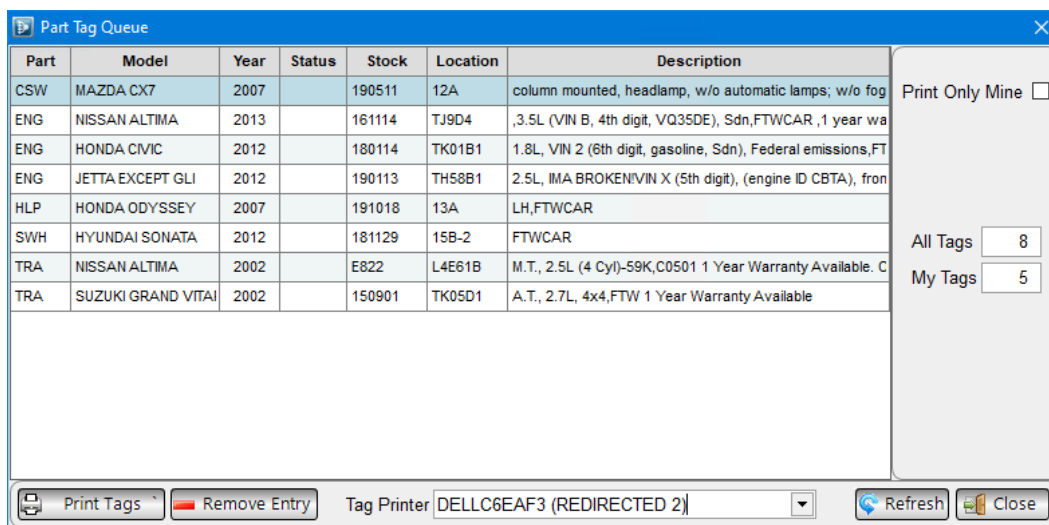 Part Tag Queue
Part Model Year Status Stock Location Description
CSW MAZDA CX7 2007 190511 12A column mounted, headlamp, w/o automatic lamps; w/o fog
ENG NISSAN ALTIMA 2013 161114 TJ9D4 ,3.5L (VIN B, 4th digit, VQ35DE), Sdn,FTWCAR ,1 year wa
ENG HONDA CIVIC 2012 180114 TK01B1 1.8L, VIN 2 (6th digit, gasoline, Sdn), Federal emissions,FT
ENG JETTA EXCEPT GLI 2012 190113 TH58B1 2.5L, IMA BROKEN!VIN X (5th digit), (engine ID CBTA), fron
HLP HONDA ODYSSEY 2007 191018 13A LH,FTWCAR
SWH HYUNDAI SONATA 2012 181129 15B-2 FTWCAR
TRA NISSAN ALTIMA 2002 E822 L4E61B M.T., 2.5L (4 Cyl)-59K,C0501 1 Year Warranty Available. C
TRA SUZUKI GRAND VITAI 2002 150901 TK05D1 A.T., 2.7L, 4x4,FTW 1 Year Warranty Available
Print Only Mine
All Tags 8
My Tags 5
Print Tags ` Remove Entry Tag Printer DELLC6EAF3 (REDIRECTED 2) Refresh Close